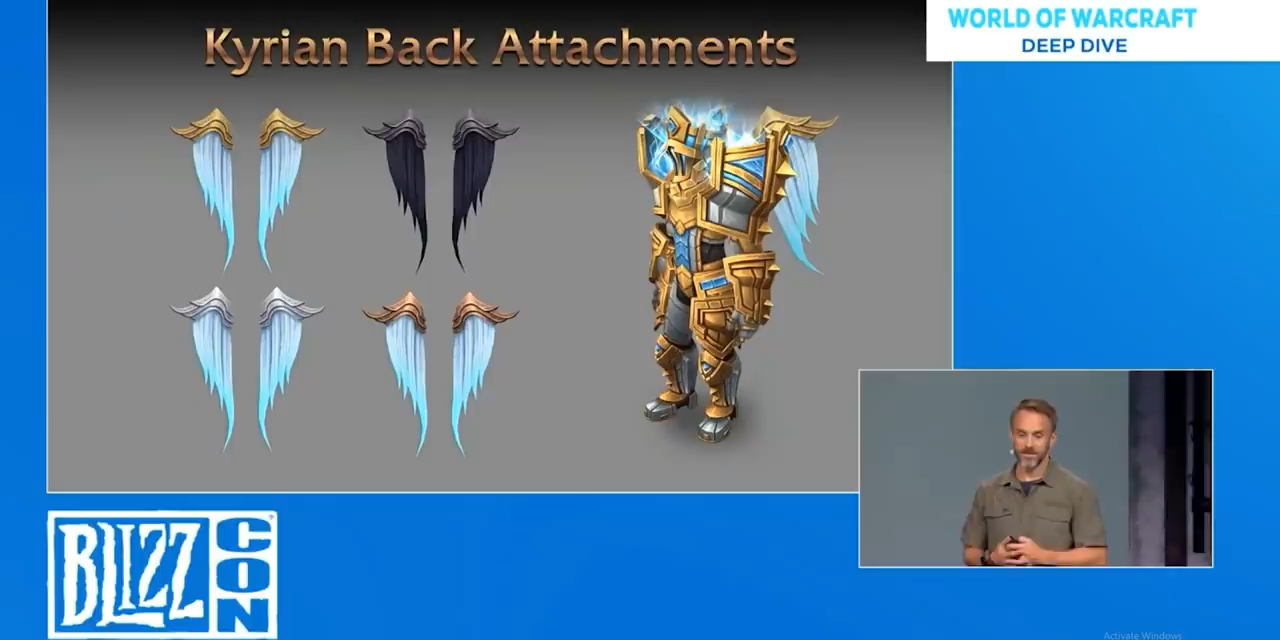 Kyrian Back Attachments
WORLD OF WARCRAFT
DEEP DIVE
BLIZZ
CON
Activate Windows